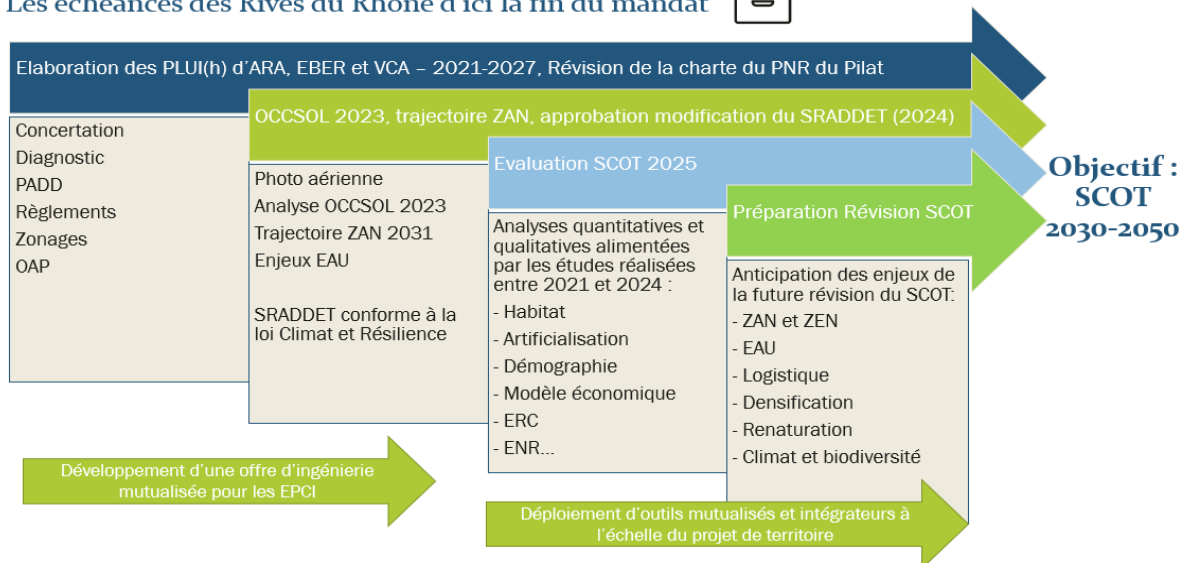 Les échéances des Rives du Rhône d'ici la fin du mandat
Elaboration des PLUI(h) d'ARA, EBER et VCA – 2021-2027, Révision de la charte du PNR du Pilat
Concertation
Diagnostic
PADD
Règlements
Zonages
OAP
OCCSOL 2023, trajectoire ZAN, approbation modification du SRADDET (2024)
Photo aérienne
Analyse OCCSOL 2023
Trajectoire ZAN 2031
Enjeux EAU
SRADDET conforme à la
loi Climat et Résilience
Evaluation SCOT 2025
Analyses quantitatives et
qualitatives alimentées
par les études réalisées
entre 2021 et 2024 :
- Habitat
- Artificialisation
- Démographie
- Modèle économique
- ERC
- ENR...
Préparation Révision SCOT
Anticipation des enjeux de
la future révision du SCOT:
- ZAN et ZEN
- EAU
- Logistique
- Densification
- Renaturation
- Climat et biodiversité
Objectif :
SCOT
2030-2050
Développement d'une offre d'ingénierie
mutualisée pour les EPCI
Déploiement d'outils mutualisés et intégrateurs à
l'échelle du projet de territoire